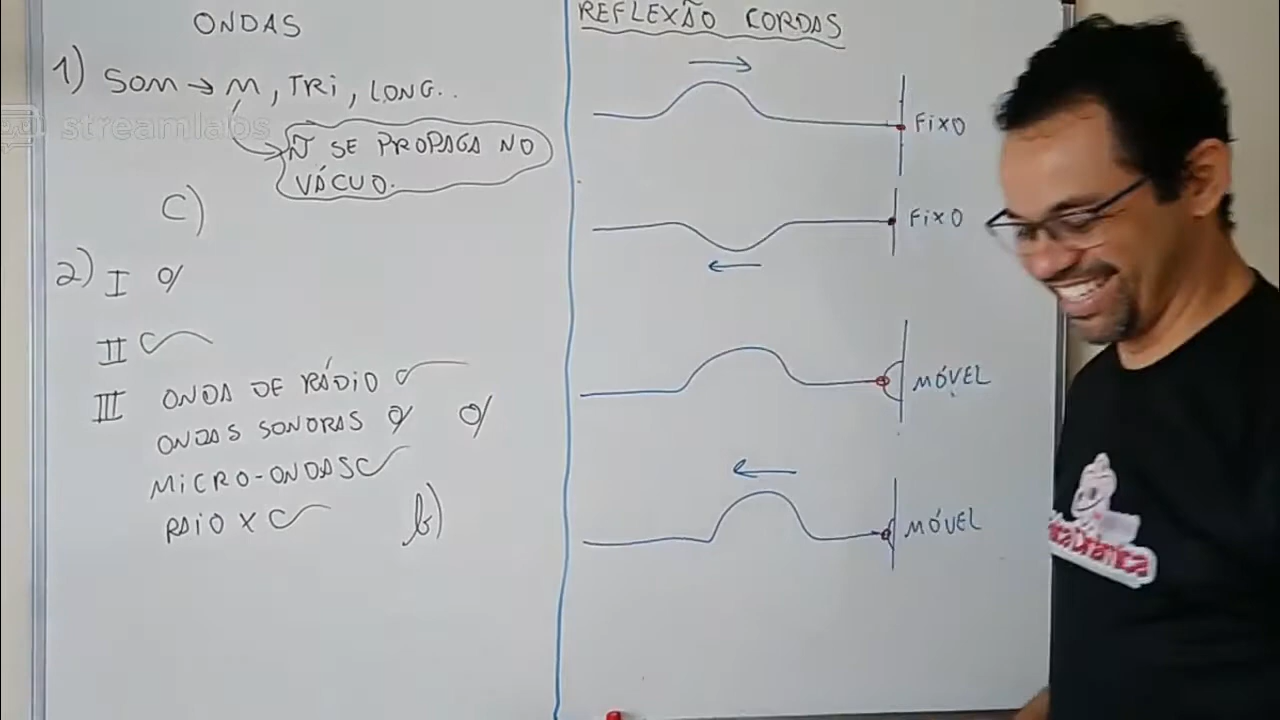 ONDAS
1) SOM → M, TRI, LONG..
streamlabs
Ñ SE PROPAGA NO
VÁCUO.
C)
2) I
II
III ONDA DE RÁDIO
ONDAS SONORAS
MICRO-ONDAS
RAIO X
b)
REFLEXÃO CORDAS
FIXO
FIXO
MÓVEL
MÓVEL
Dinâmica